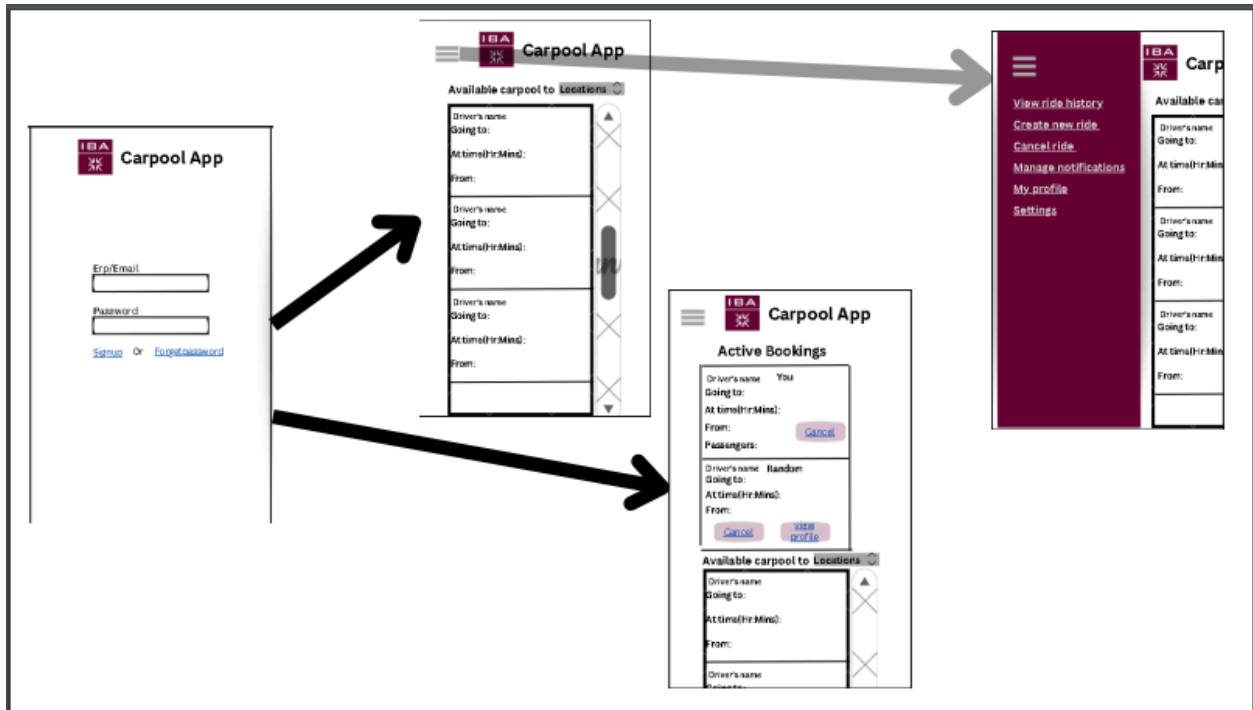 IBA
Carpool App
Erp/Email
Password
Signup Or Forgetpassword
IBA
Carpool App
Available carpool to Locations
Driver's name
Going to:
At time(Hr:Mins):
From:
Driver's name
Going to:
At time(Hr:Mins):
From:
Driver's name
Going to:
At time(Hr:Mins):
From:
IBA
Carpool App
Active Bookings
Driver's name You
Going to:
At time(Hr:Mins):
From:
Cancel
Passengers:
Driver's name Random
Going to:
At time(Hr:Mins):
From:
Cancel
View
profile
Available carpool to Locations
Driver's name
Going to:
At time(Hr:Mins):
From:
Driver's name
Going to:
View ride history
Create new ride
Cancel ride
Manage notifications
My profile
Settings
IBA
Carp
Available car
Driver's name
Going to:
At time(Hr:Min
From:
Driver's name
Going to:
At time(Hr:Min
From:
Driver's name
Going to:
At time(Hr:Min
From: